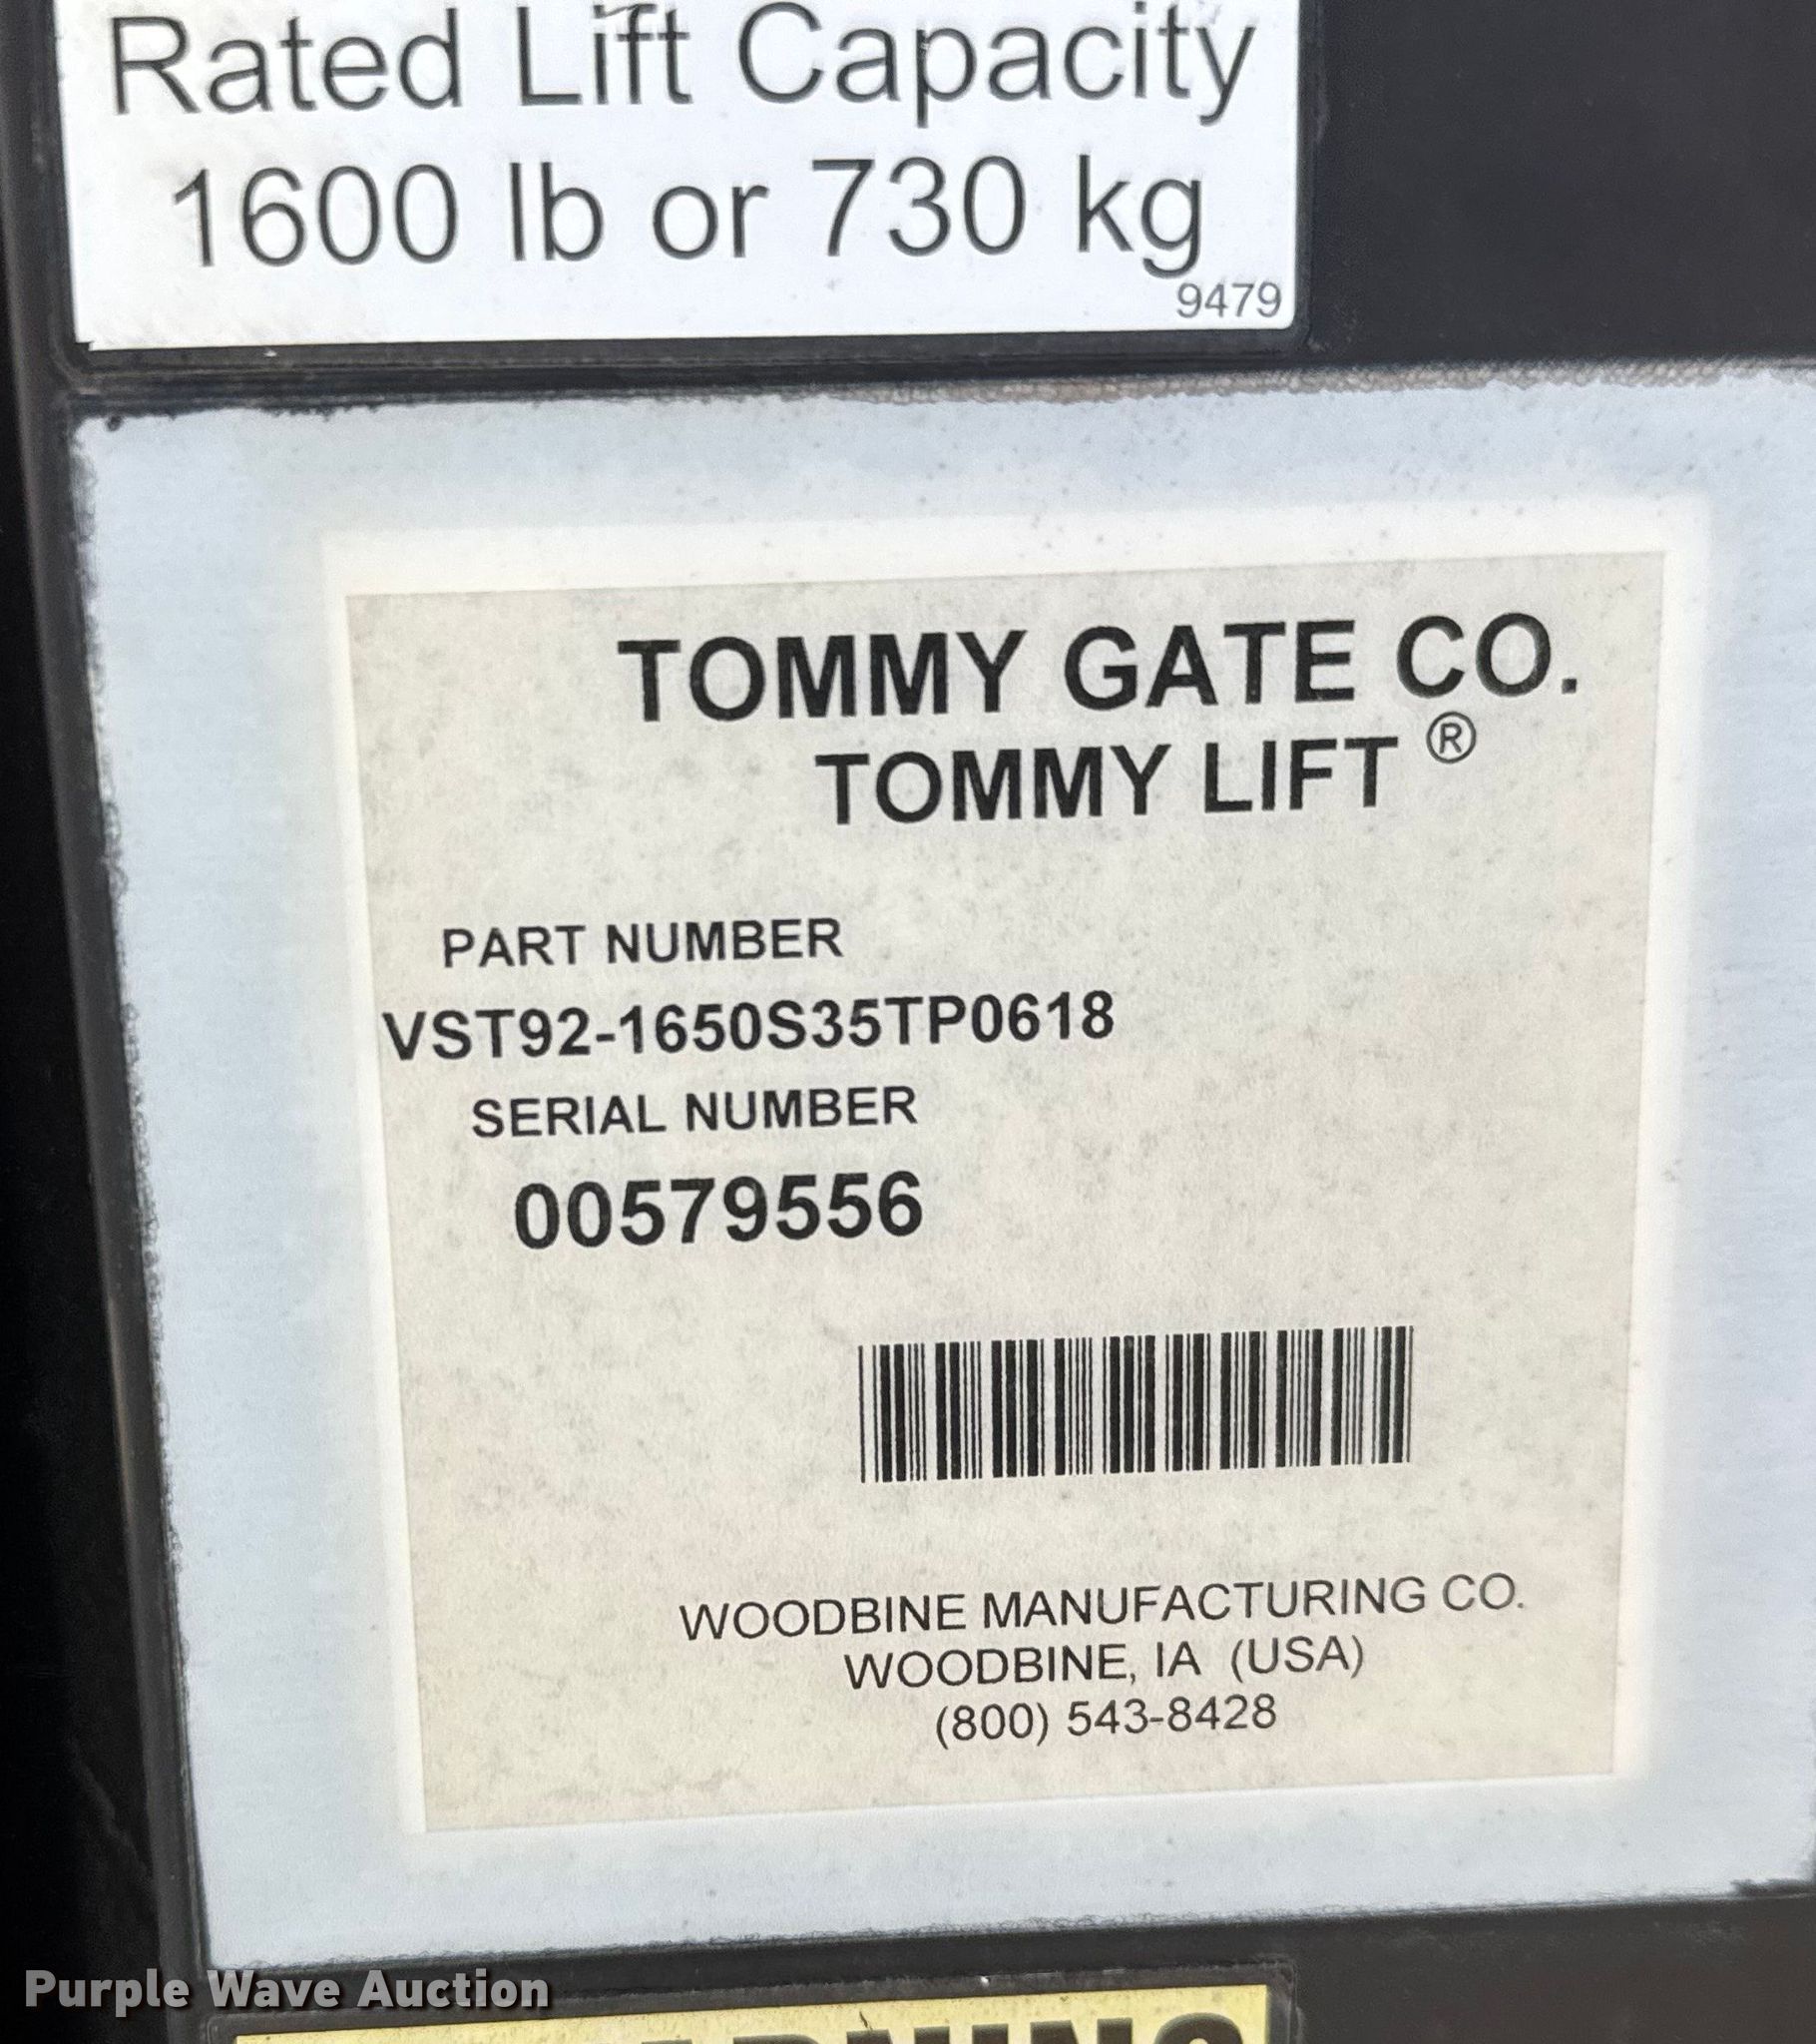 Rated Lift Capacity
1600 lb or 730 kg
9479
TOMMY GATE CO.
TOMMY LIFT ®
PART NUMBER
VST92-1650S35TP0618
SERIAL NUMBER
00579556
WOODBINE MANUFACTURING CO.
WOODBINE, IA (USA)
(800) 543-8428
Purple Wave Auction